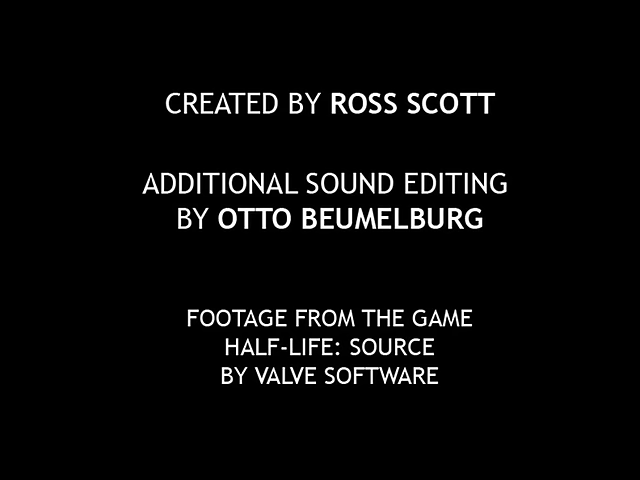 CREATED BY ROSS SCOTT
ADDITIONAL SOUND EDITING
BY OTTO BEUMELBURG
FOOTAGE FROM THE GAME
HALF-LIFE: SOURCE
BY VALVE SOFTWARE